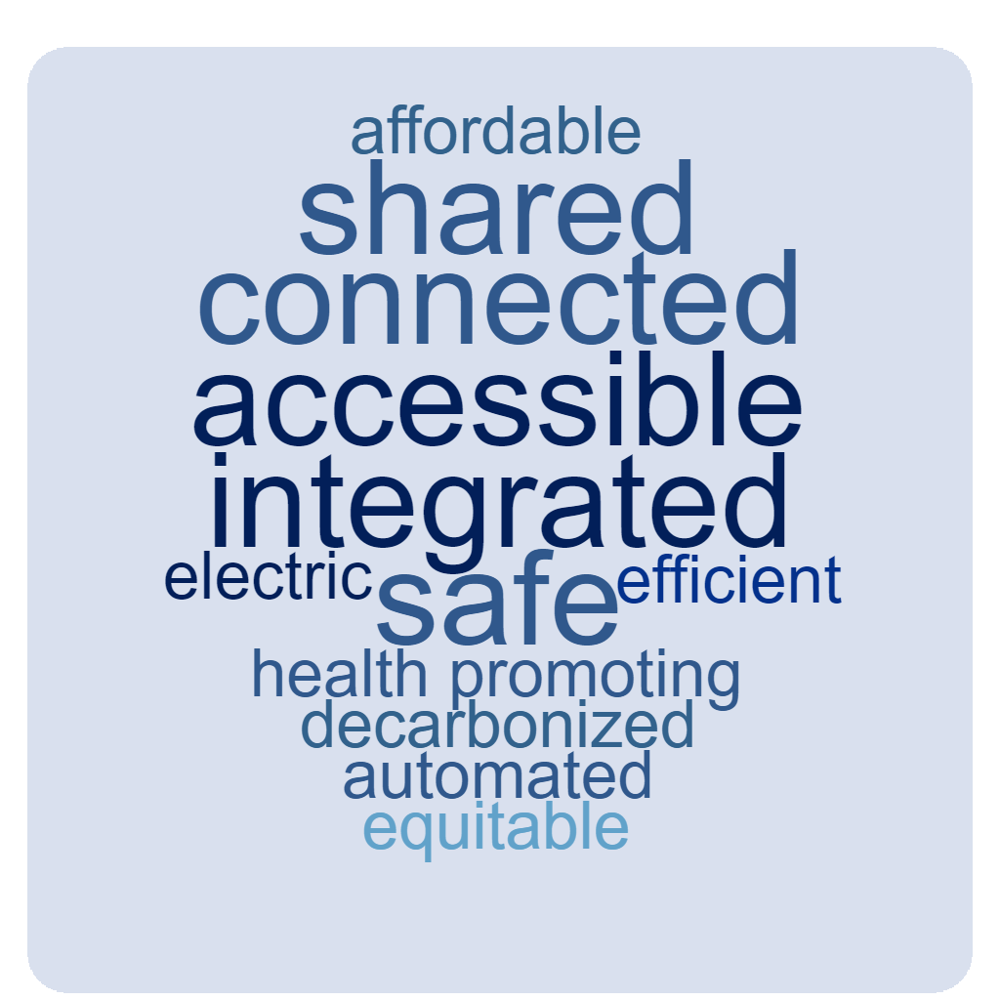 affordable
shared
connected
accessible
integrated
electric safe efficient
health promoting
decarbonized
automated
equitable